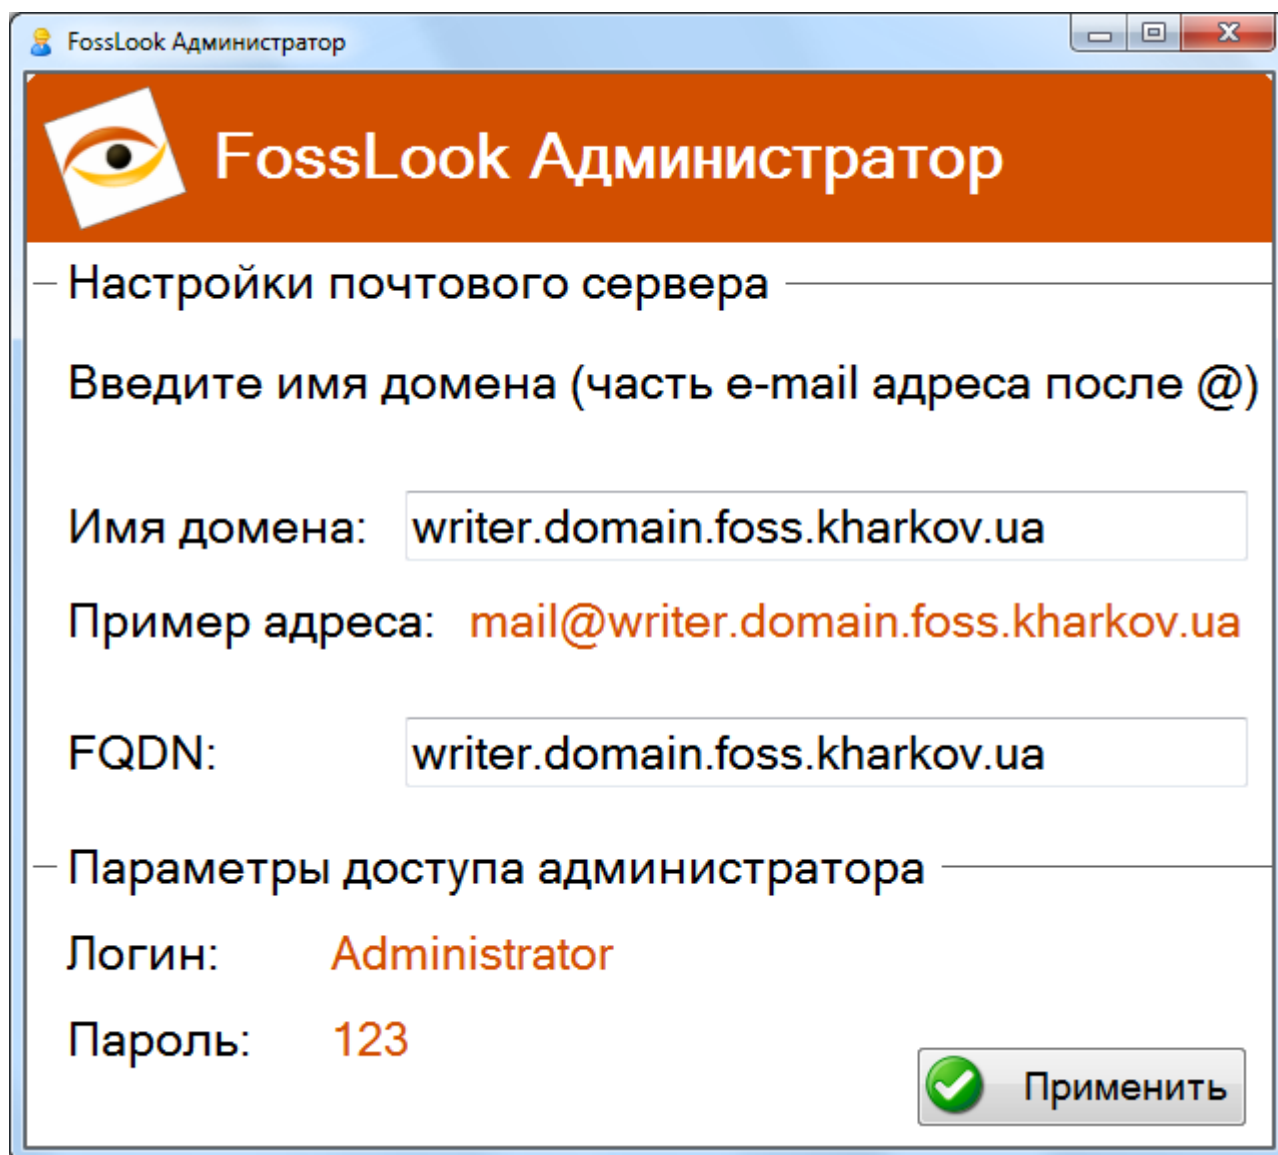 FossLook Администратор
FossLook Администратор
Настройки почтового сервера
Введите имя домена (часть e-mail адреса после @)
Имя домена: writer.domain.foss.kharkov.ua
Пример адреса: mail@writer.domain.foss.kharkov.ua
FQDN: writer.domain.foss.kharkov.ua
Параметры доступа администратора
Логин: Administrator
Пароль: 123
Применить